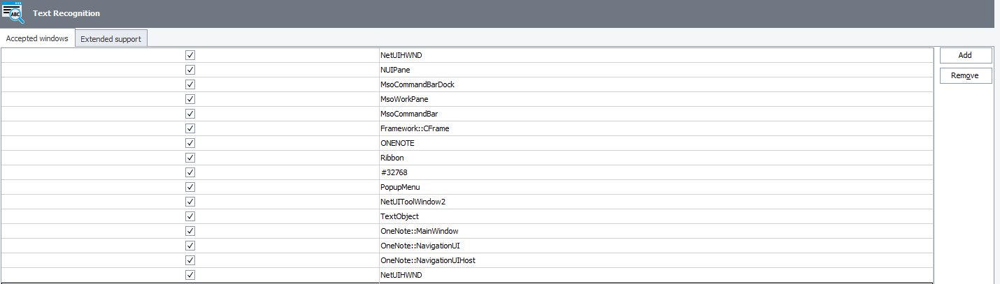 ABC
Text Recognition
Accepted windows
Extended support
NetUIHWND
Add
NUIPane
Remove
MsoCommandBarDock
MsoWorkPane
MsoCommandBar
Framework::CFrame
ONENOTE
Ribbon
#32768
PopupMenu
NetUIToolWindow2
TextObject
OneNote::MainWindow
OneNote::NavigationUI
OneNote::NavigationUIHost
NetUIHWND